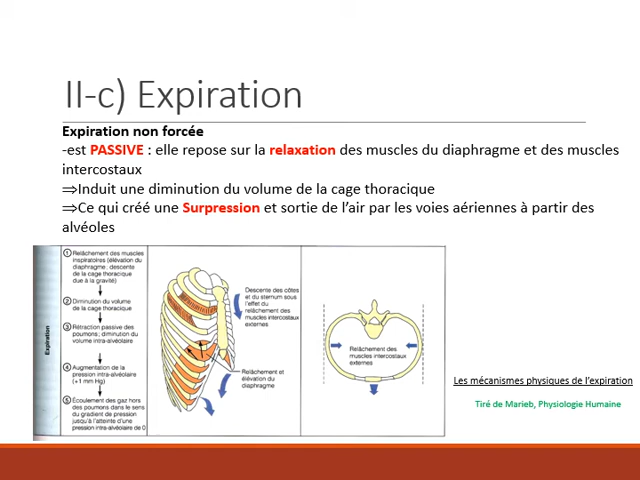 II-c) Expiration
Expiration non forcée
-est PASSIVE : elle repose sur la relaxation des muscles du diaphragme et des muscles
intercostaux
⇒Induit une diminution du volume de la cage thoracique
⇒Ce qui créé une Surpression et sortie de l'air par les voies aériennes à partir des
alvéoles
Expiration
① Relâchement des muscles
inspiratoires (élévation du
diaphragme; descente
de la cage thoracique
due à la gravité)
② Diminution du volume
de la cage thoracique
③ Rétraction passive des
poumons; diminution du
volume intra-alvéolaire
④ Augmentation de la
pression intra-alvéolaire
(+1 mm Hg)
⑤ Écoulement des gaz hors
des poumons dans le sens
du gradient de pression
jusqu'à l'atteinte d'une
pression intra-alvéolaire de 0
Descente des côtes
et du sternum sous
l'effet du
relâchement des
muscles intercostaux
externes
Relâchement et
élévation du
diaphragme
Relâchement des
muscles intercostaux
externes
Les mécanismes physiques de l'expiration
Tiré de Marieb, Physiologie Humaine